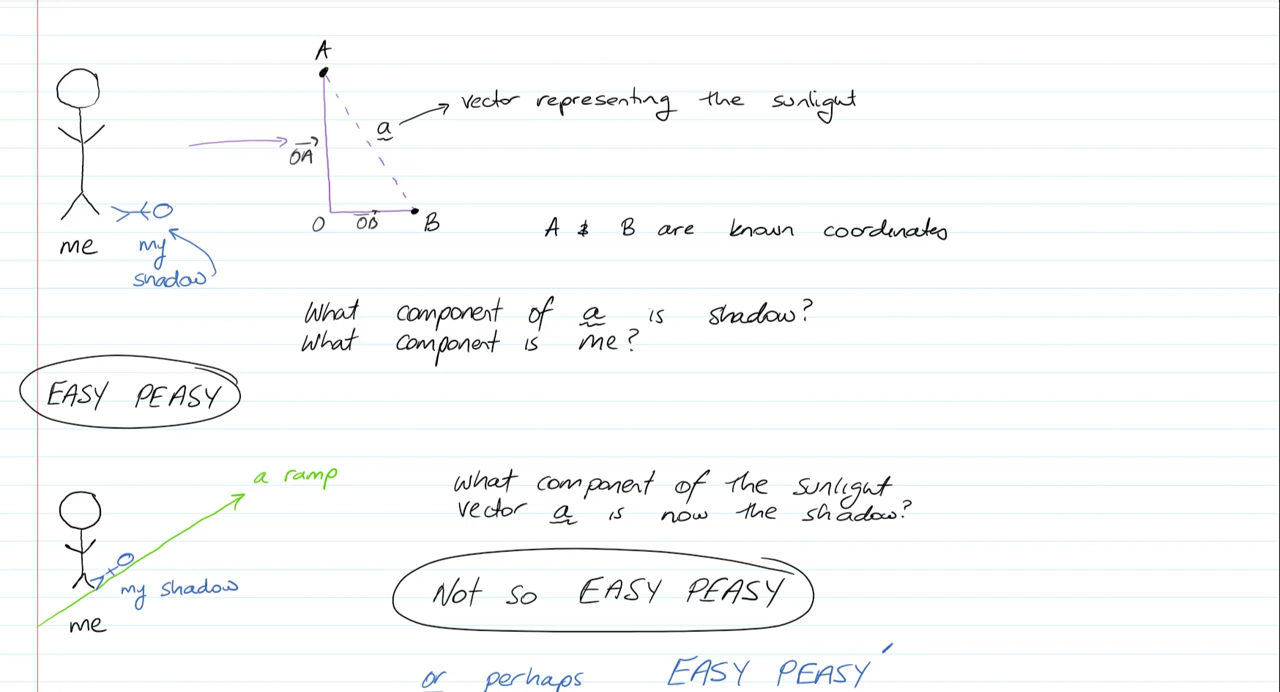 A
a → vector representing the sunlight
OA
O OB B
A & B are known coordinates
me my shadow
What component of a is shadow?
What component is me?
EASY PEASY
a ramp
What component of the sunlight
vector a is now the shadow?
my shadow
me
Not so EASY PEASY
or perhaps EASY PEASY